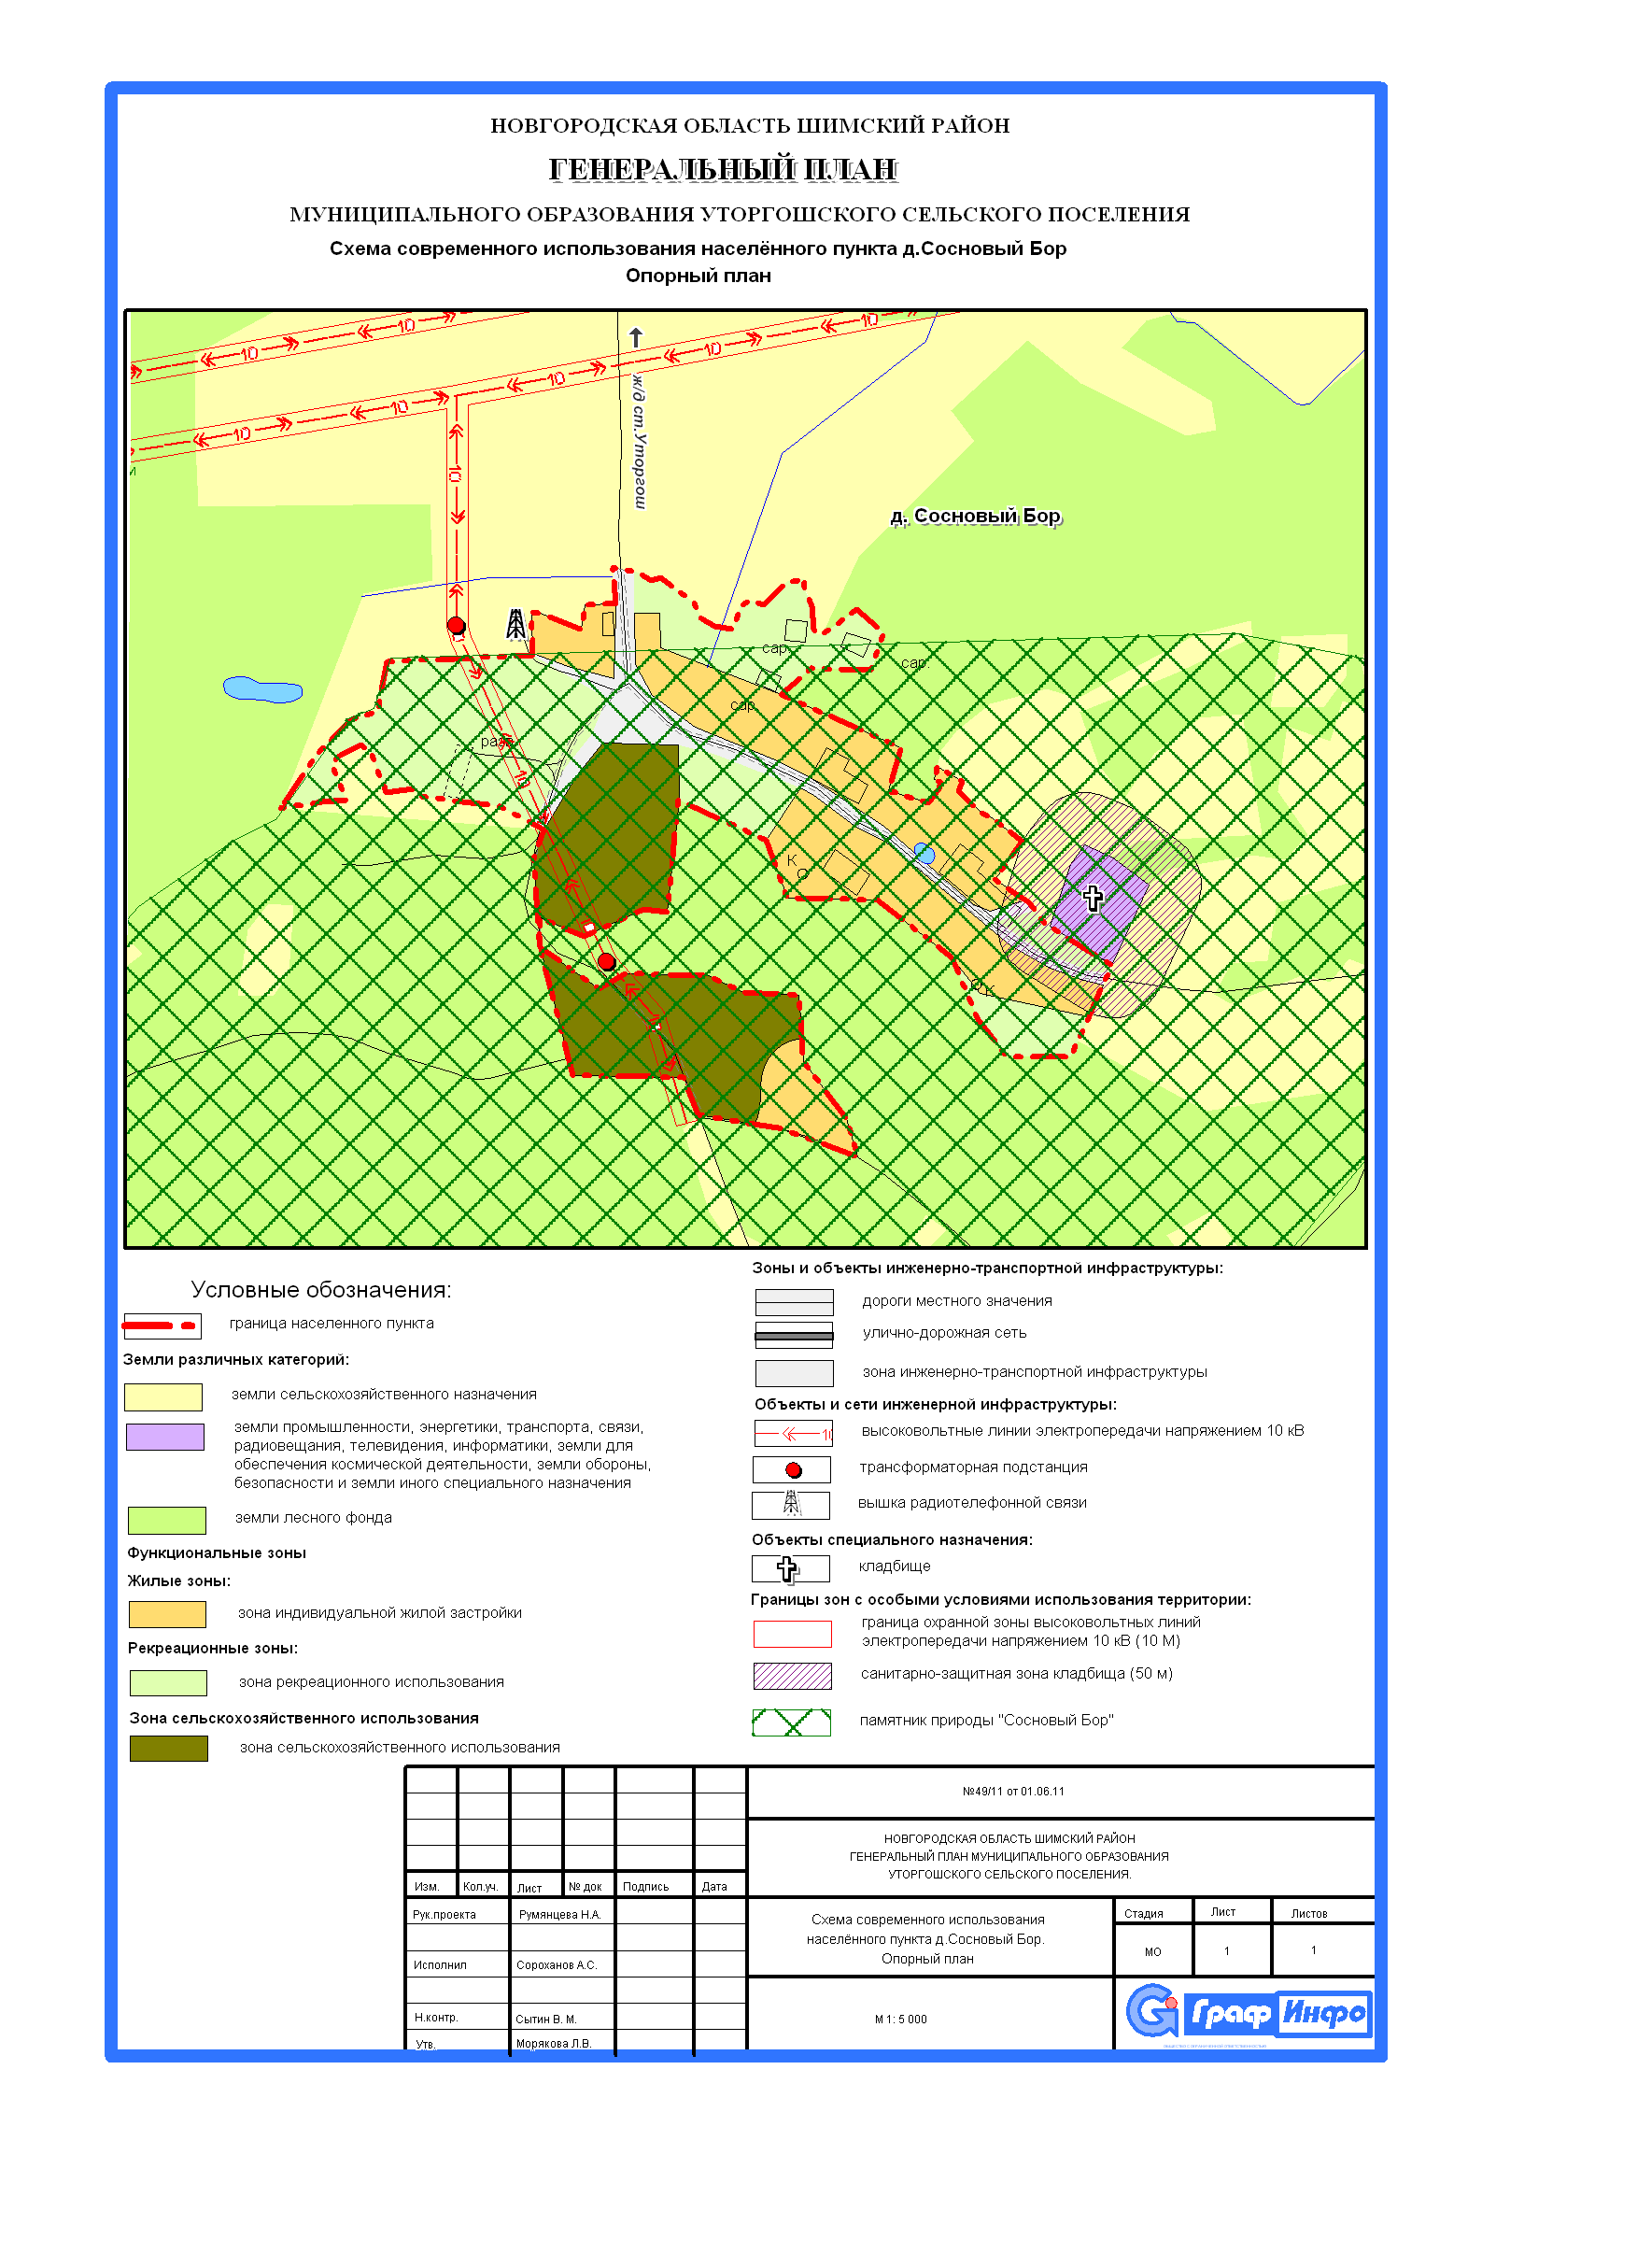 НОВГОРОДСКАЯ ОБЛАСТЬ ШИМСКИЙ РАЙОН
ГЕНЕРАЛЬНЫЙ ПЛАН
МУНИЦИПАЛЬНОГО ОБРАЗОВАНИЯ УТОРГОШСКОГО СЕЛЬСКОГО ПОСЕЛЕНИЯ
Схема современного использования населённого пункта д.Сосновый Бор
Опорный план
10
10
10
10
10
10
10
10
ж/д ст.Уторгош
д. Сосновый Бор
сар.
сар.
сар.
10
К
К
Условные обозначения:
граница населенного пункта
Земли различных категорий:
земли сельскохозяйственного назначения
земли промышленности, энергетики, транспорта, связи,
радиовещания, телевидения, информатики, земли для
обеспечения космической деятельности, земли обороны,
безопасности и земли иного специального назначения
земли лесного фонда
Функциональные зоны
Жилые зоны:
зона индивидуальной жилой застройки
Рекреационные зоны:
зона рекреационного использования
Зона сельскохозяйственного использования
зона сельскохозяйственного использования
Зоны и объекты инженерно-транспортной инфраструктуры:
дороги местного значения
улично-дорожная сеть
зона инженерно-транспортной инфраструктуры
Объекты и сети инженерной инфраструктуры:
высоковольтные линии электропередачи напряжением 10 кВ
трансформаторная подстанция
вышка радиотелефонной связи
Объекты специального назначения:
кладбище
Границы зон с особыми условиями использования территории:
граница охранной зоны высоковольтных линий
электропередачи напряжением 10 кВ (10 М)
санитарно-защитная зона кладбища (50 м)
памятник природы "Сосновый Бор"
№49/11 от 01.06.11
НОВГОРОДСКАЯ ОБЛАСТЬ ШИМСКИЙ РАЙОН
ГЕНЕРАЛЬНЫЙ ПЛАН МУНИЦИПАЛЬНОГО ОБРАЗОВАНИЯ
УТОРГОШСКОГО СЕЛЬСКОГО ПОСЕЛЕНИЯ.
Изм. Кол.уч. Лист № док Подпись Дата
Рук.проекта Румянцева Н.А.
Исполнил Сороханов А.С.
Н.контр. Сытин В. М.
Утв. Морякова Л.В.
Схема современного использования
населённого пункта д.Сосновый Бор.
Опорный план
Стадия Лист Листов
МО 1 1
М 1: 5 000
Граф Инфо